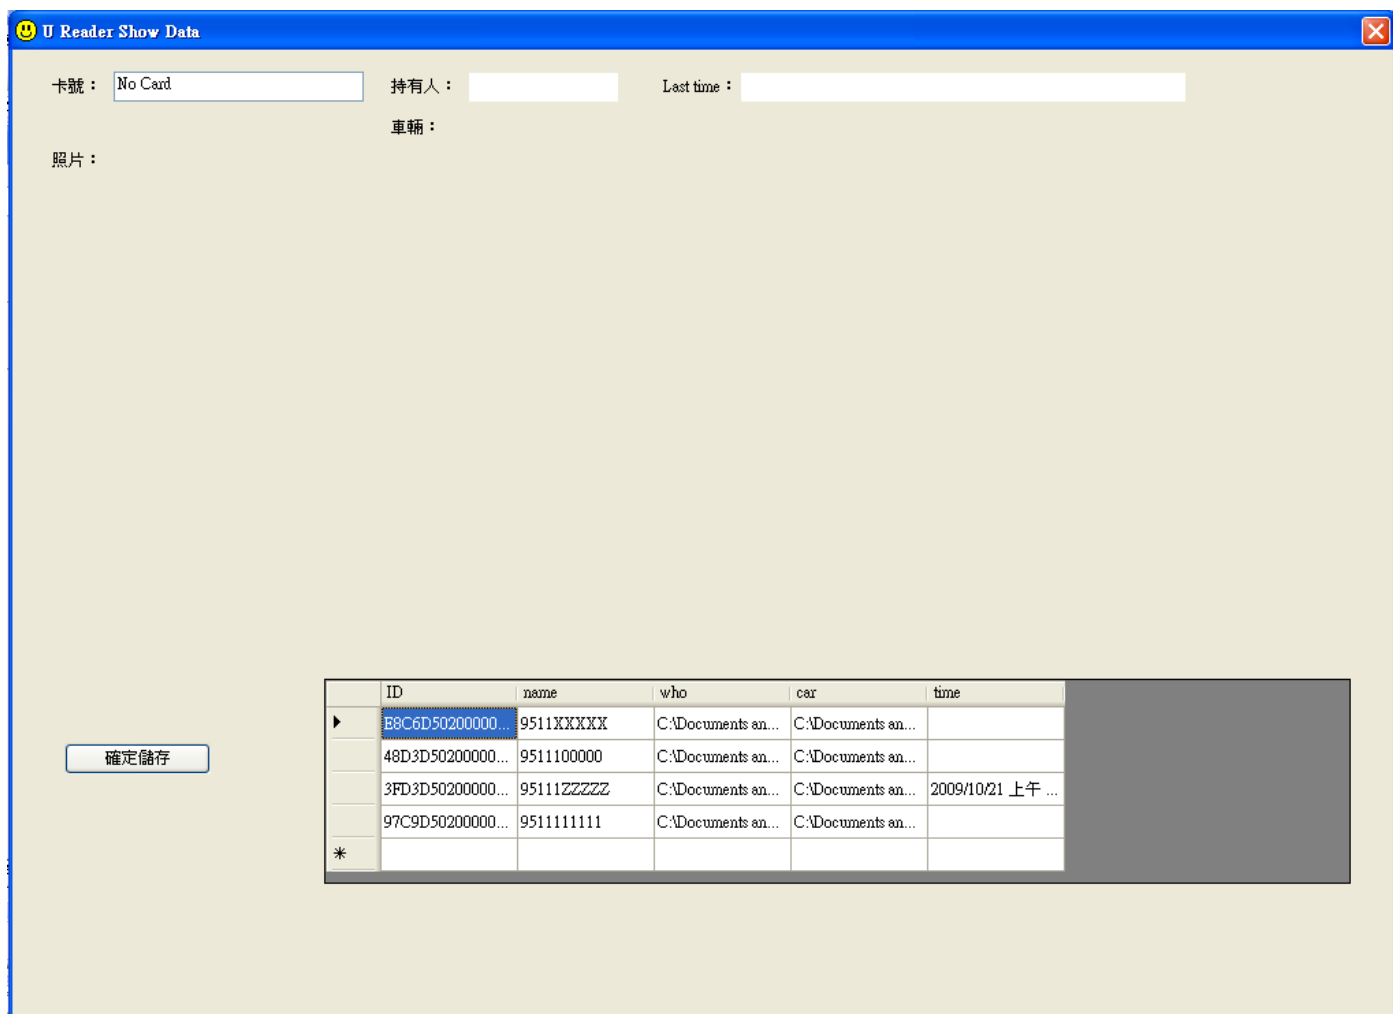 U Reader Show Data
卡號： No Card 持有人： Last time：
車輛：
照片：
ID name who car time
E8C6D50200000... 9511XXXXX C:\Documents an... C:\Documents an...
48D3D50200000... 9511100000 C:\Documents an... C:\Documents an...
確定儲存
3FD3D50200000... 95111ZZZZZ C:\Documents an... C:\Documents an... 2009/10/21 上午 ...
97C9D50200000... 9511111111 C:\Documents an... C:\Documents an...